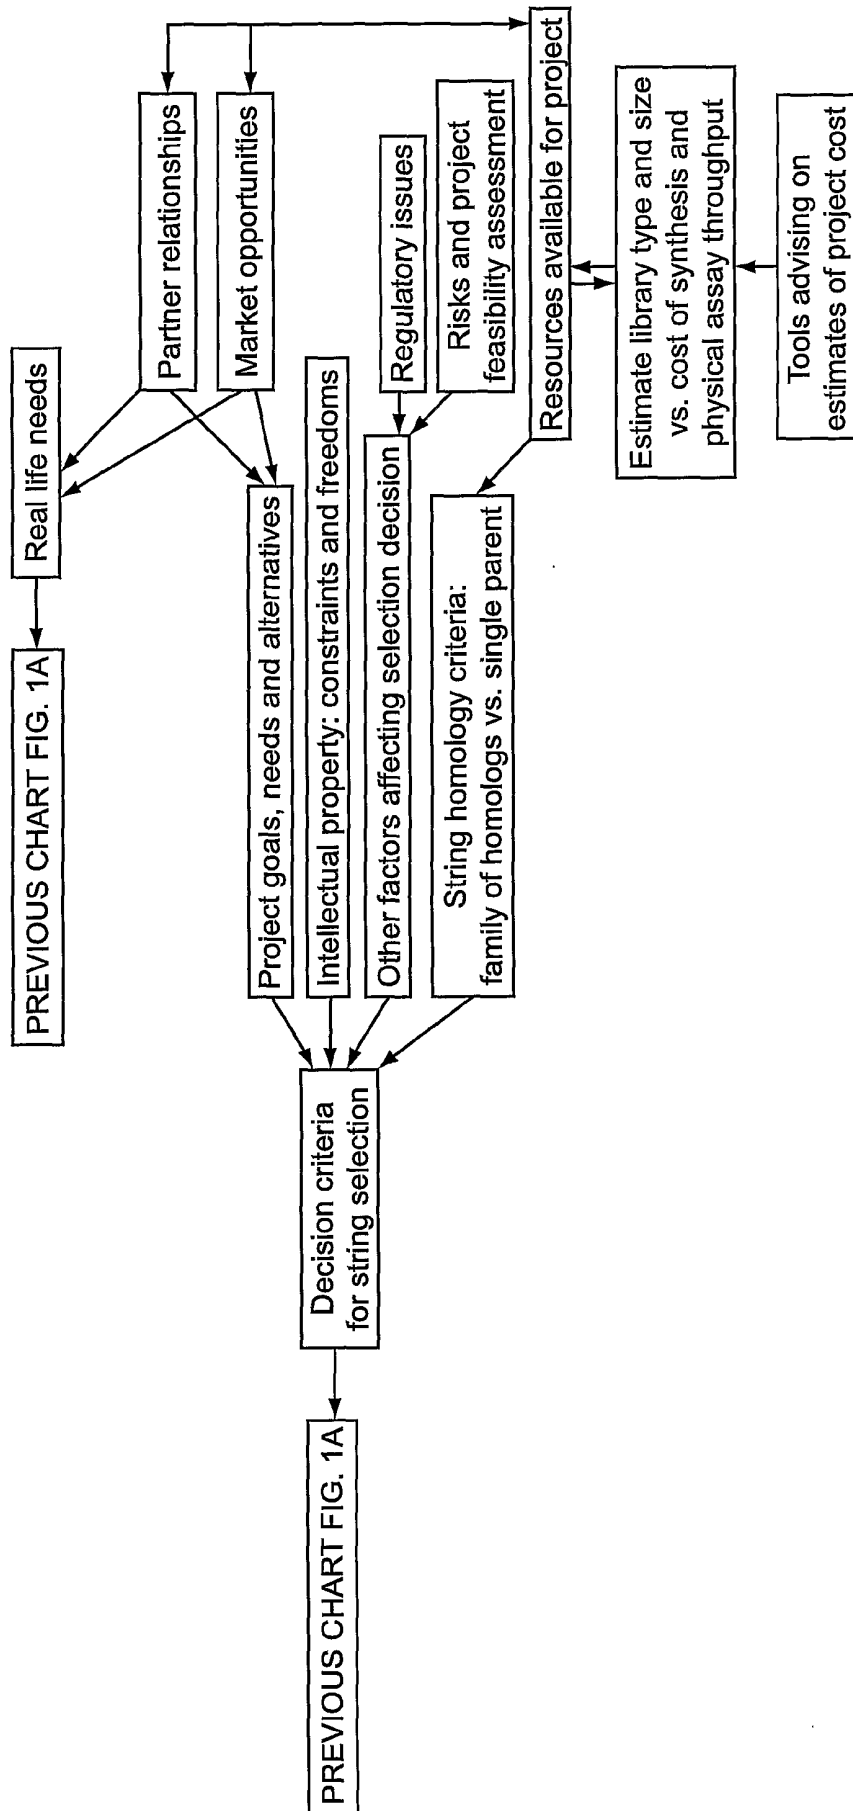 PREVIOUS CHART FIG. 1A
Real life needs
Partner relationships
Market opportunities
Project goals, needs and alternatives
Intellectual property: constraints and freedoms
Regulatory issues
Other factors affecting selection decision
Risks and project
feasibility assessment
String homology criteria:
family of homologs vs. single parent
Resources available for project
Decision criteria
for string selection
PREVIOUS CHART FIG. 1A
Estimate library type and size
vs. cost of synthesis and
physical assay throughput
Tools advising on
estimates of project cost